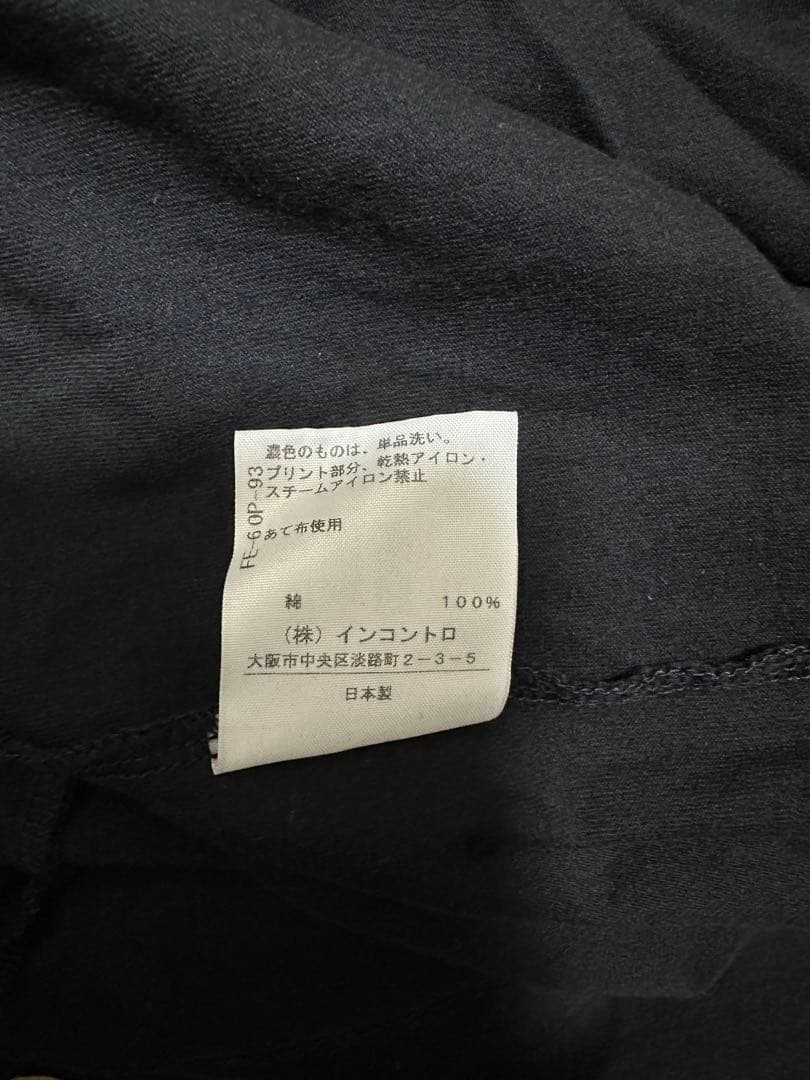 濃色のものは、単品洗い。
プリント部分、乾熱アイロン・
スチームアイロン禁止
あて布使用
FE-60P-93
綿 100%
(株)インコントロ
大阪市中央区淡路町2-3-5
日本製